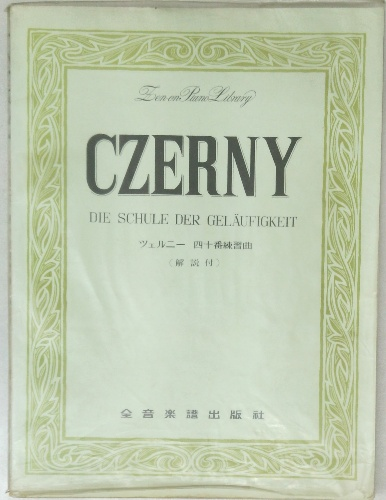 Zen-on Piano Library
CZERNY
DIE SCHULE DER GELÄUFIGKEIT
ツェルニー 四十番練習曲
(解説付)
全音楽譜出版社